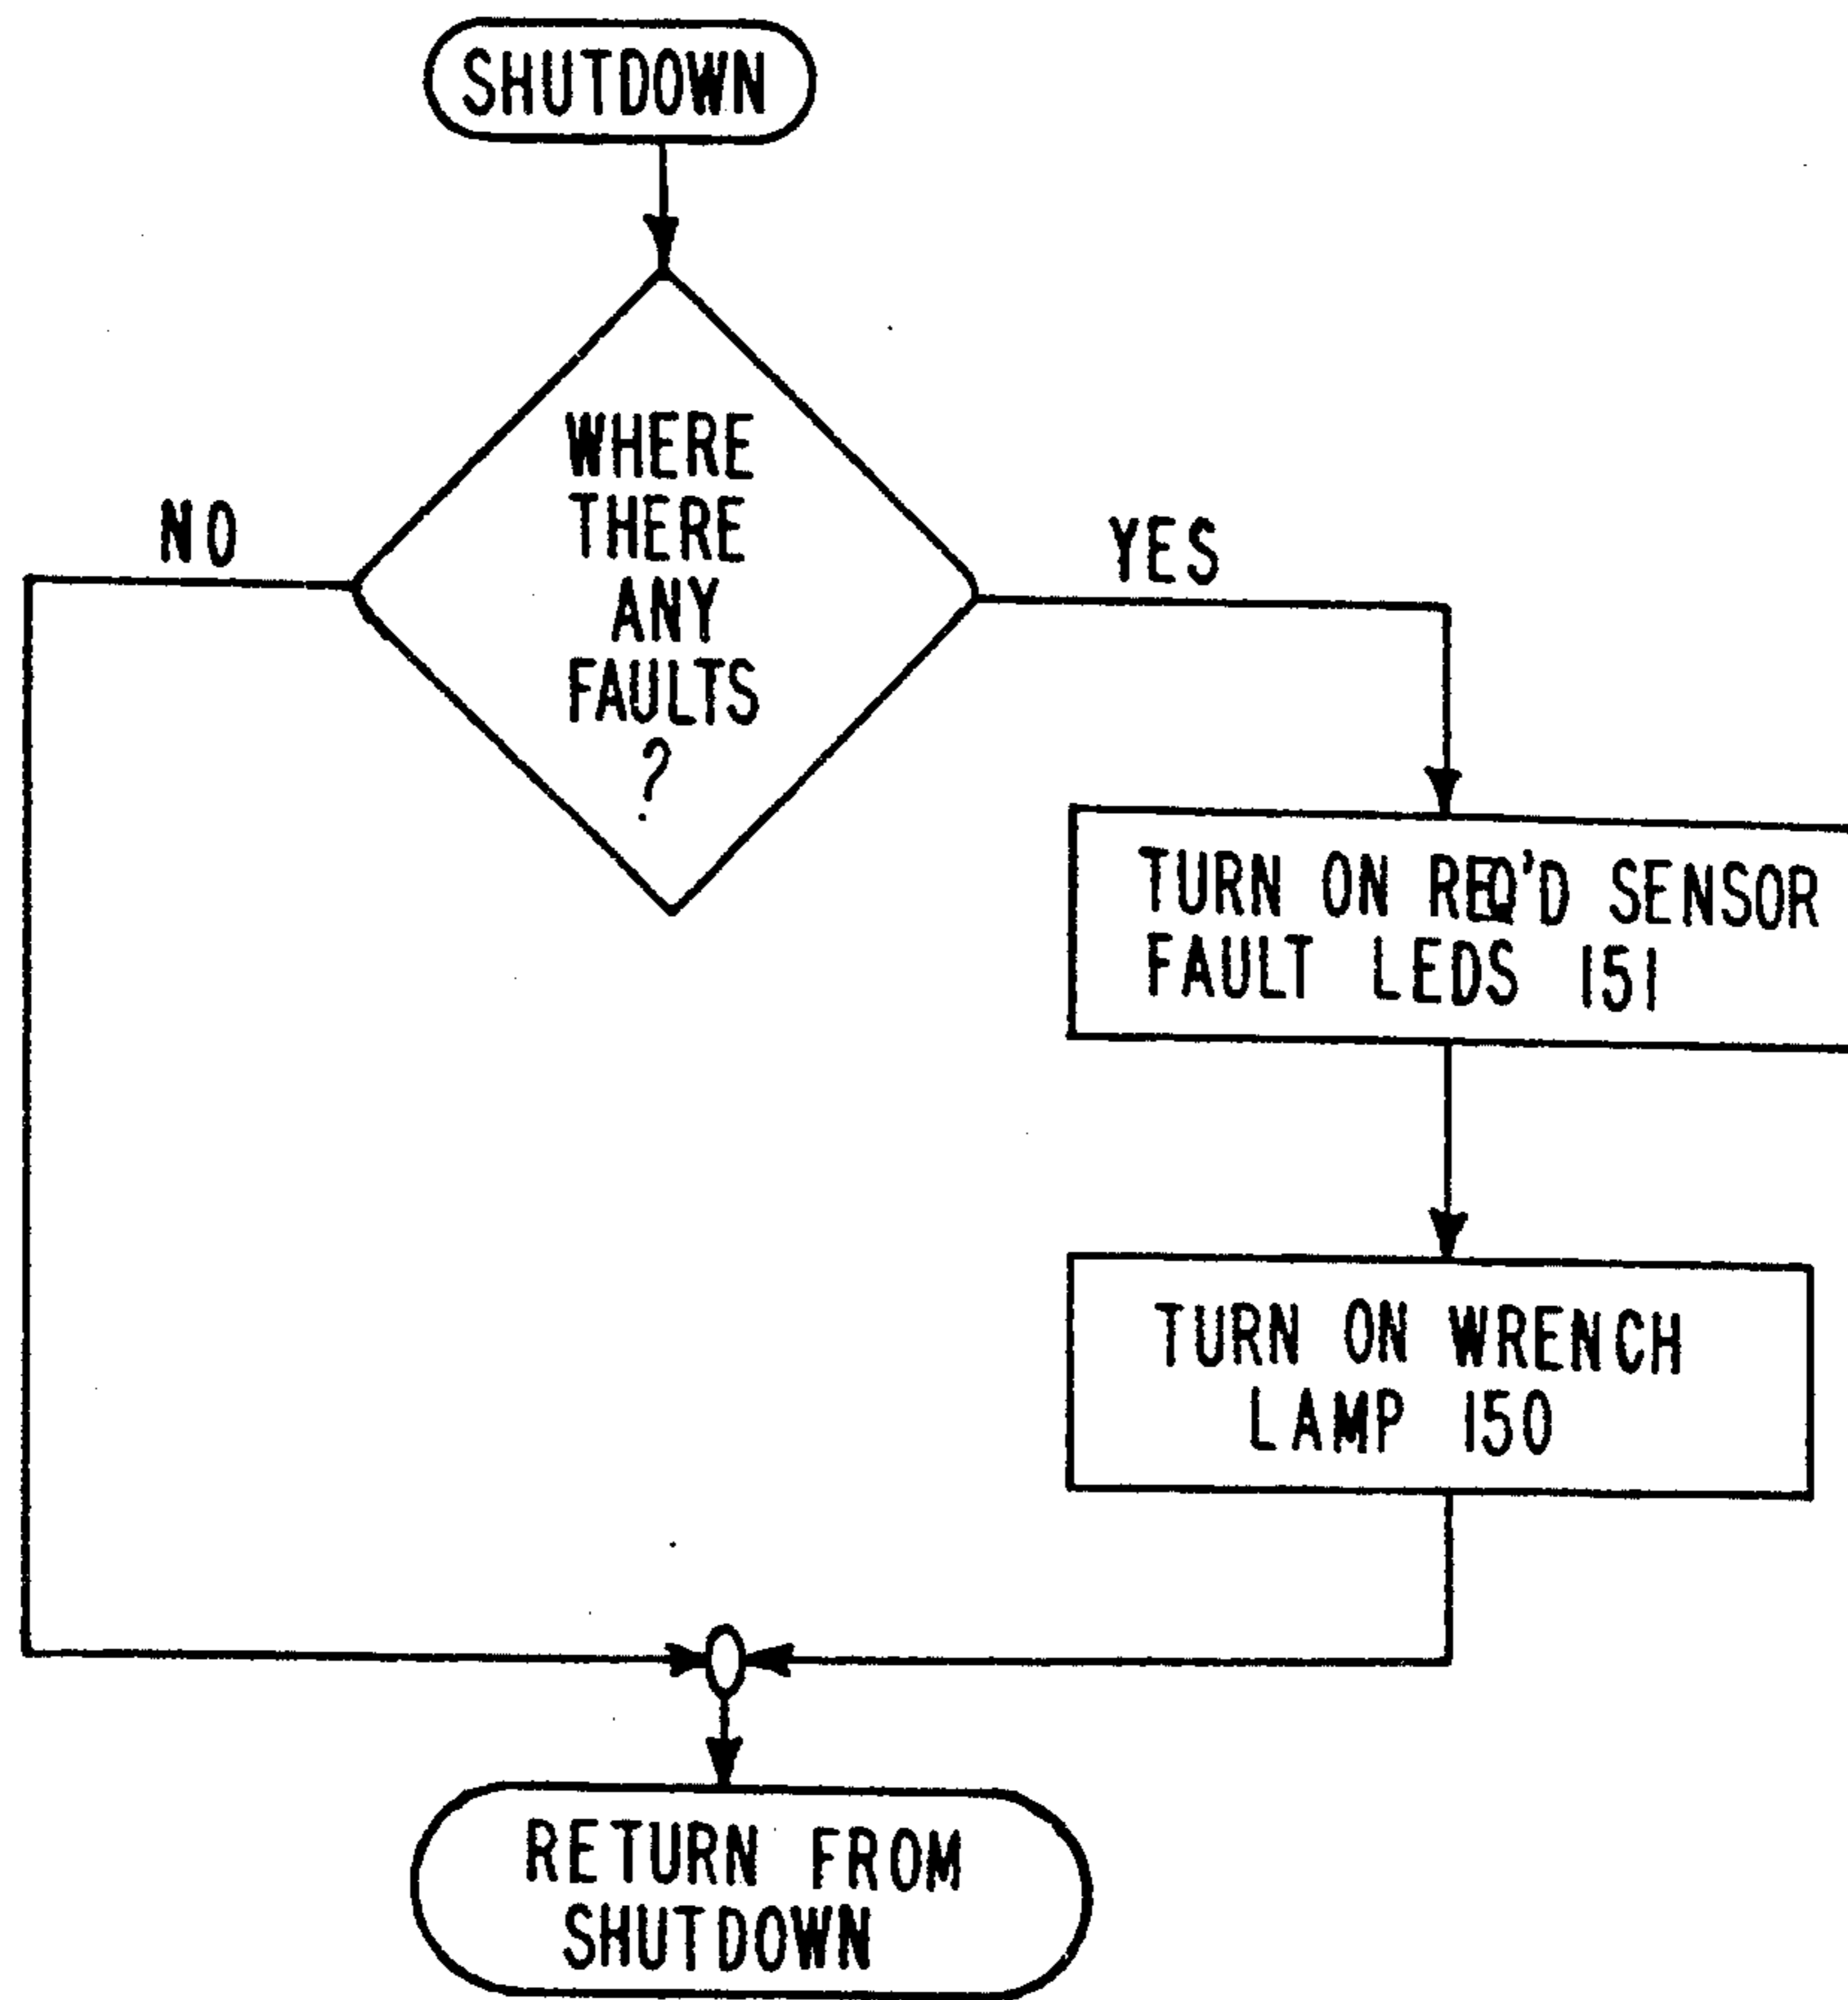 SHUTDOWN
WHERE
THERE
ANY
FAULTS
?
NO
YES
TURN ON REQ'D SENSOR
FAULT LEDS 151
TURN ON WRENCH
LAMP 150
RETURN FROM
SHUTDOWN